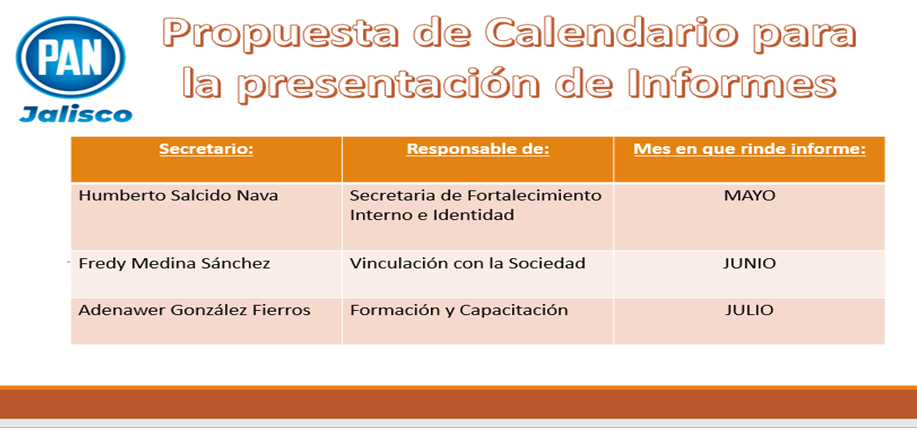 PAN
Jalisco
Propuesta de Calendario para
la presentación de Informes
Secretario: Responsable de: Mes en que rinde informe:
Humberto Salcido Nava Secretaria de Fortalecimiento MAYO
Interno e Identidad
Fredy Medina Sánchez Vinculación con la Sociedad JUNIO
Adenawer González Fierros Formación y Capacitación JULIO